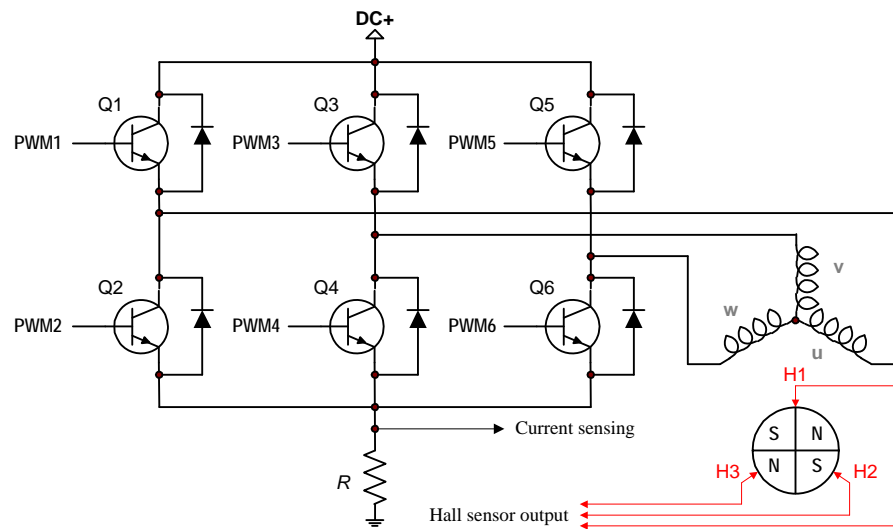 DC+
Q1
Q3
Q5
PWM1
PWM3
PWM5
Q2
Q4
Q6
PWM2
PWM4
PWM6
v
w
u
H1
S
N
N
S
H3
H2
Current sensing
R
Hall sensor output